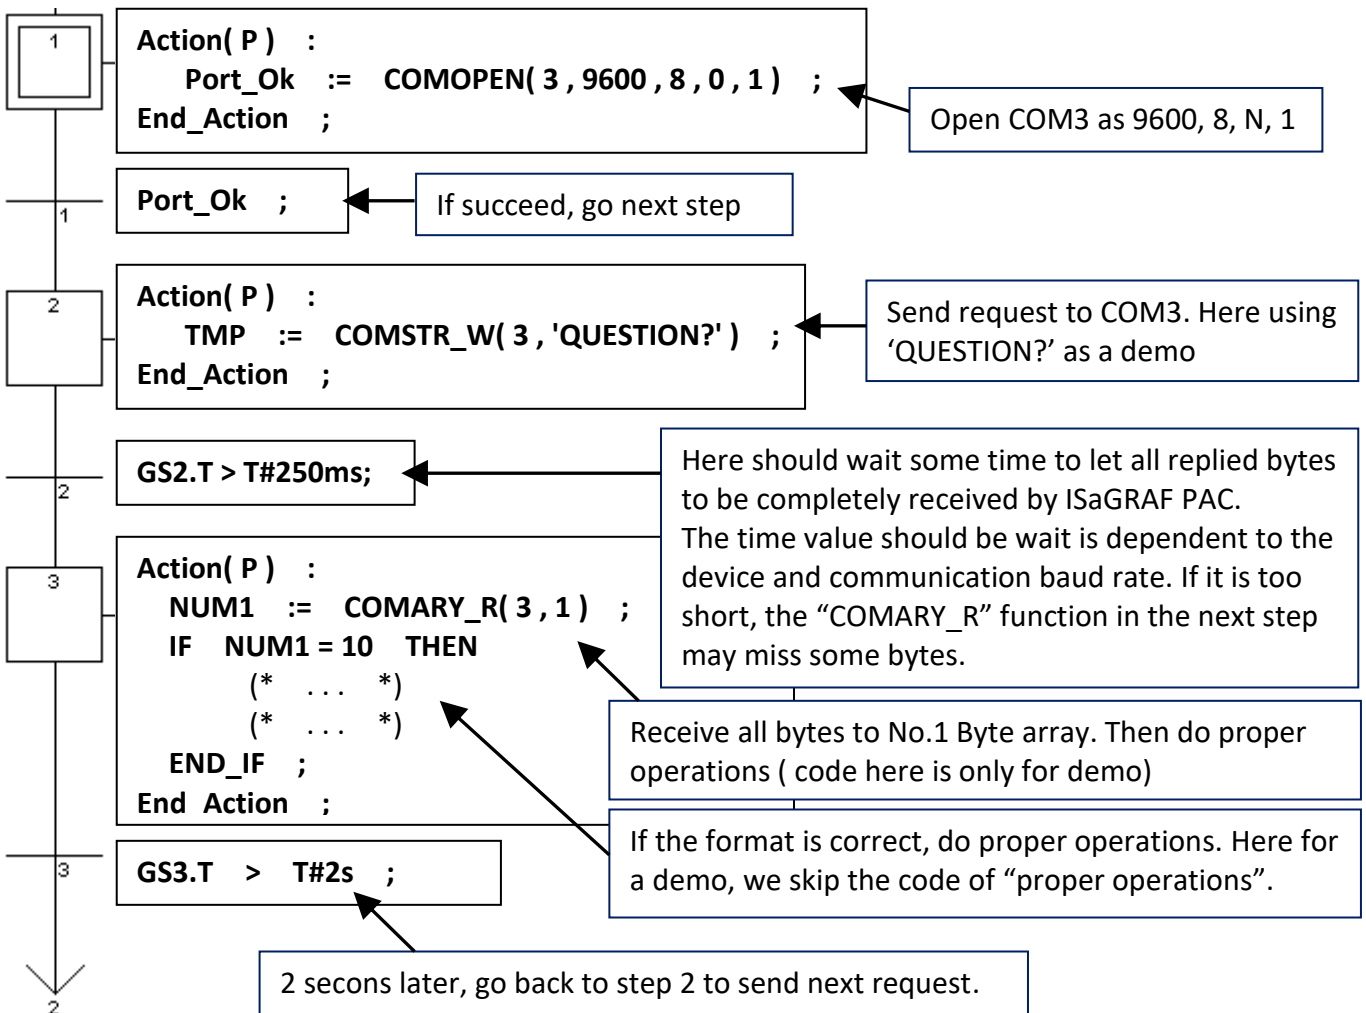 1
Action( P ) :
Port_Ok := COMOPEN( 3 , 9600 , 8 , 0 , 1 ) ;
End_Action ;
Open COM3 as 9600, 8, N, 1
1
Port_Ok ;
If succeed, go next step
2
Action( P ) :
TMP := COMSTR_W( 3 , 'QUESTION?' ) ;
End_Action ;
Send request to COM3. Here using
‘QUESTION?’ as a demo
2
GS2.T > T#250ms;
Here should wait some time to let all replied bytes
to be completely received by ISaGRAF PAC.
The time value should be wait is dependent to the
device and communication baud rate. If it is too
short, the “COMARY_R” function in the next step
may miss some bytes.
3
Action( P ) :
NUM1 := COMARY_R( 3 , 1 ) ;
IF NUM1 = 10 THEN
(* . . . *)
(* . . . *)
END_IF ;
End Action ;
Receive all bytes to No.1 Byte array. Then do proper
operations ( code here is only for demo)
If the format is correct, do proper operations. Here for
a demo, we skip the code of “proper operations”.
3
GS3.T > T#2s ;
2 secons later, go back to step 2 to send next request.
2